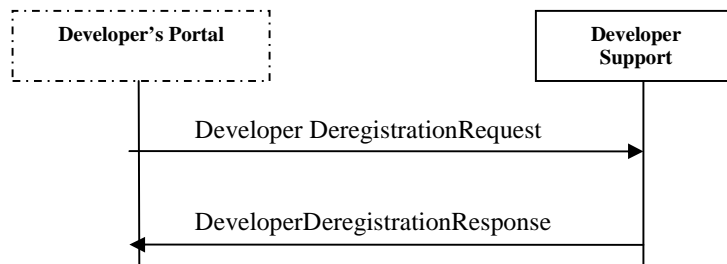 Developer’s Portal
Developer
Support
Developer DeregistrationRequest
DeveloperDeregistrationResponse